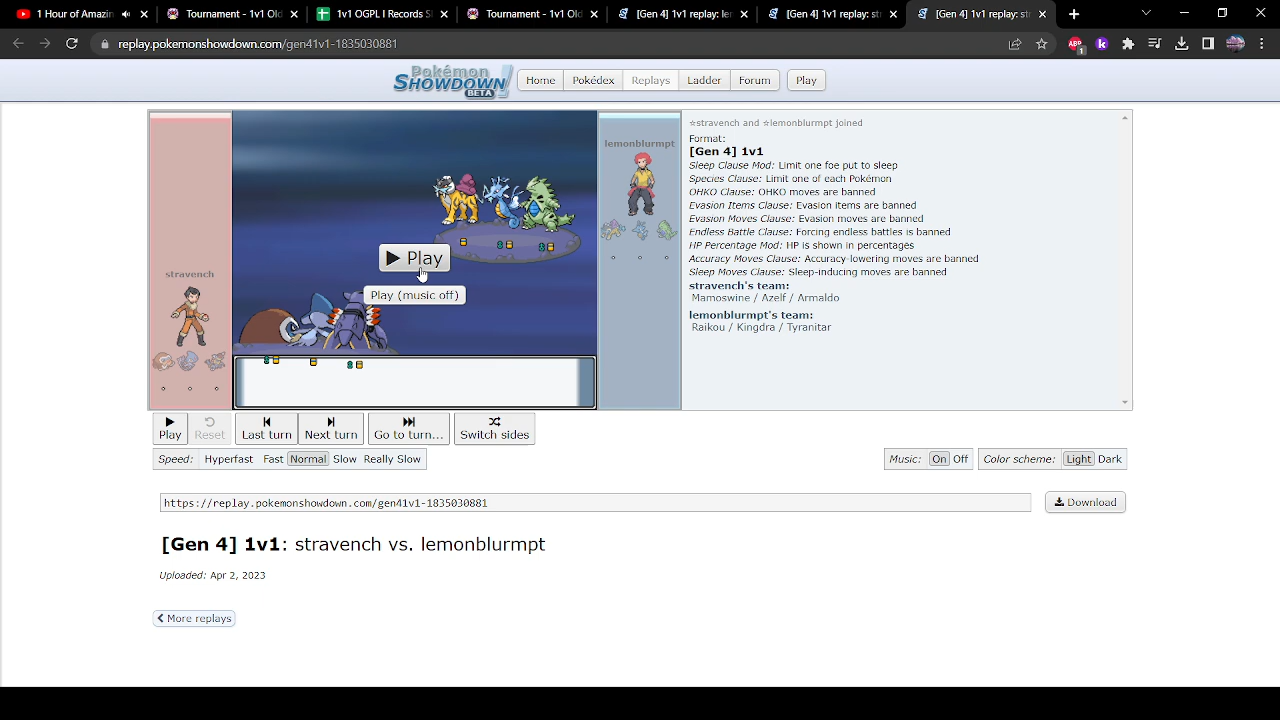 1 Hour of Amazin
Tournament - 1v1 Old
1v1 OGPL I Records S
Tournament - 1v1 Old
[Gen 4] 1v1 replay: le
[Gen 4] 1v1 replay: st
[Gen 4] 1v1 replay: st
replay.pokemonshowdown.com/gen41v1-1835030881
ABP
1
k
Pokémon
SHOWDOWN!
BETA
Home
Pokédex
Replays
Ladder
Forum
Play
stravench
lemonblurmpt
Play
Play (music off)
☆stravench and ☆lemonblurmpt joined
Format:
[Gen 4] 1v1
Sleep Clause Mod: Limit one foe put to sleep
Species Clause: Limit one of each Pokémon
OHKO Clause: OHKO moves are banned
Evasion Items Clause: Evasion items are banned
Evasion Moves Clause: Evasion moves are banned
Endless Battle Clause: Forcing endless battles is banned
HP Percentage Mod: HP is shown in percentages
Accuracy Moves Clause: Accuracy-lowering moves are banned
Sleep Moves Clause: Sleep-inducing moves are banned
stravench's team:
Mamoswine / Azelf / Armaldo
lemonblurmpt's team:
Raikou / Kingdra / Tyranitar
Play
Reset
Last turn
Next turn
Go to turn...
Switch sides
Speed: Hyperfast Fast Normal Slow Really Slow
Music: On Off
Color scheme: Light Dark
https://replay.pokemonshowdown.com/gen41v1-1835030881
Download
[Gen 4] 1v1: stravench vs. lemonblurmpt
Uploaded: Apr 2, 2023
More replays